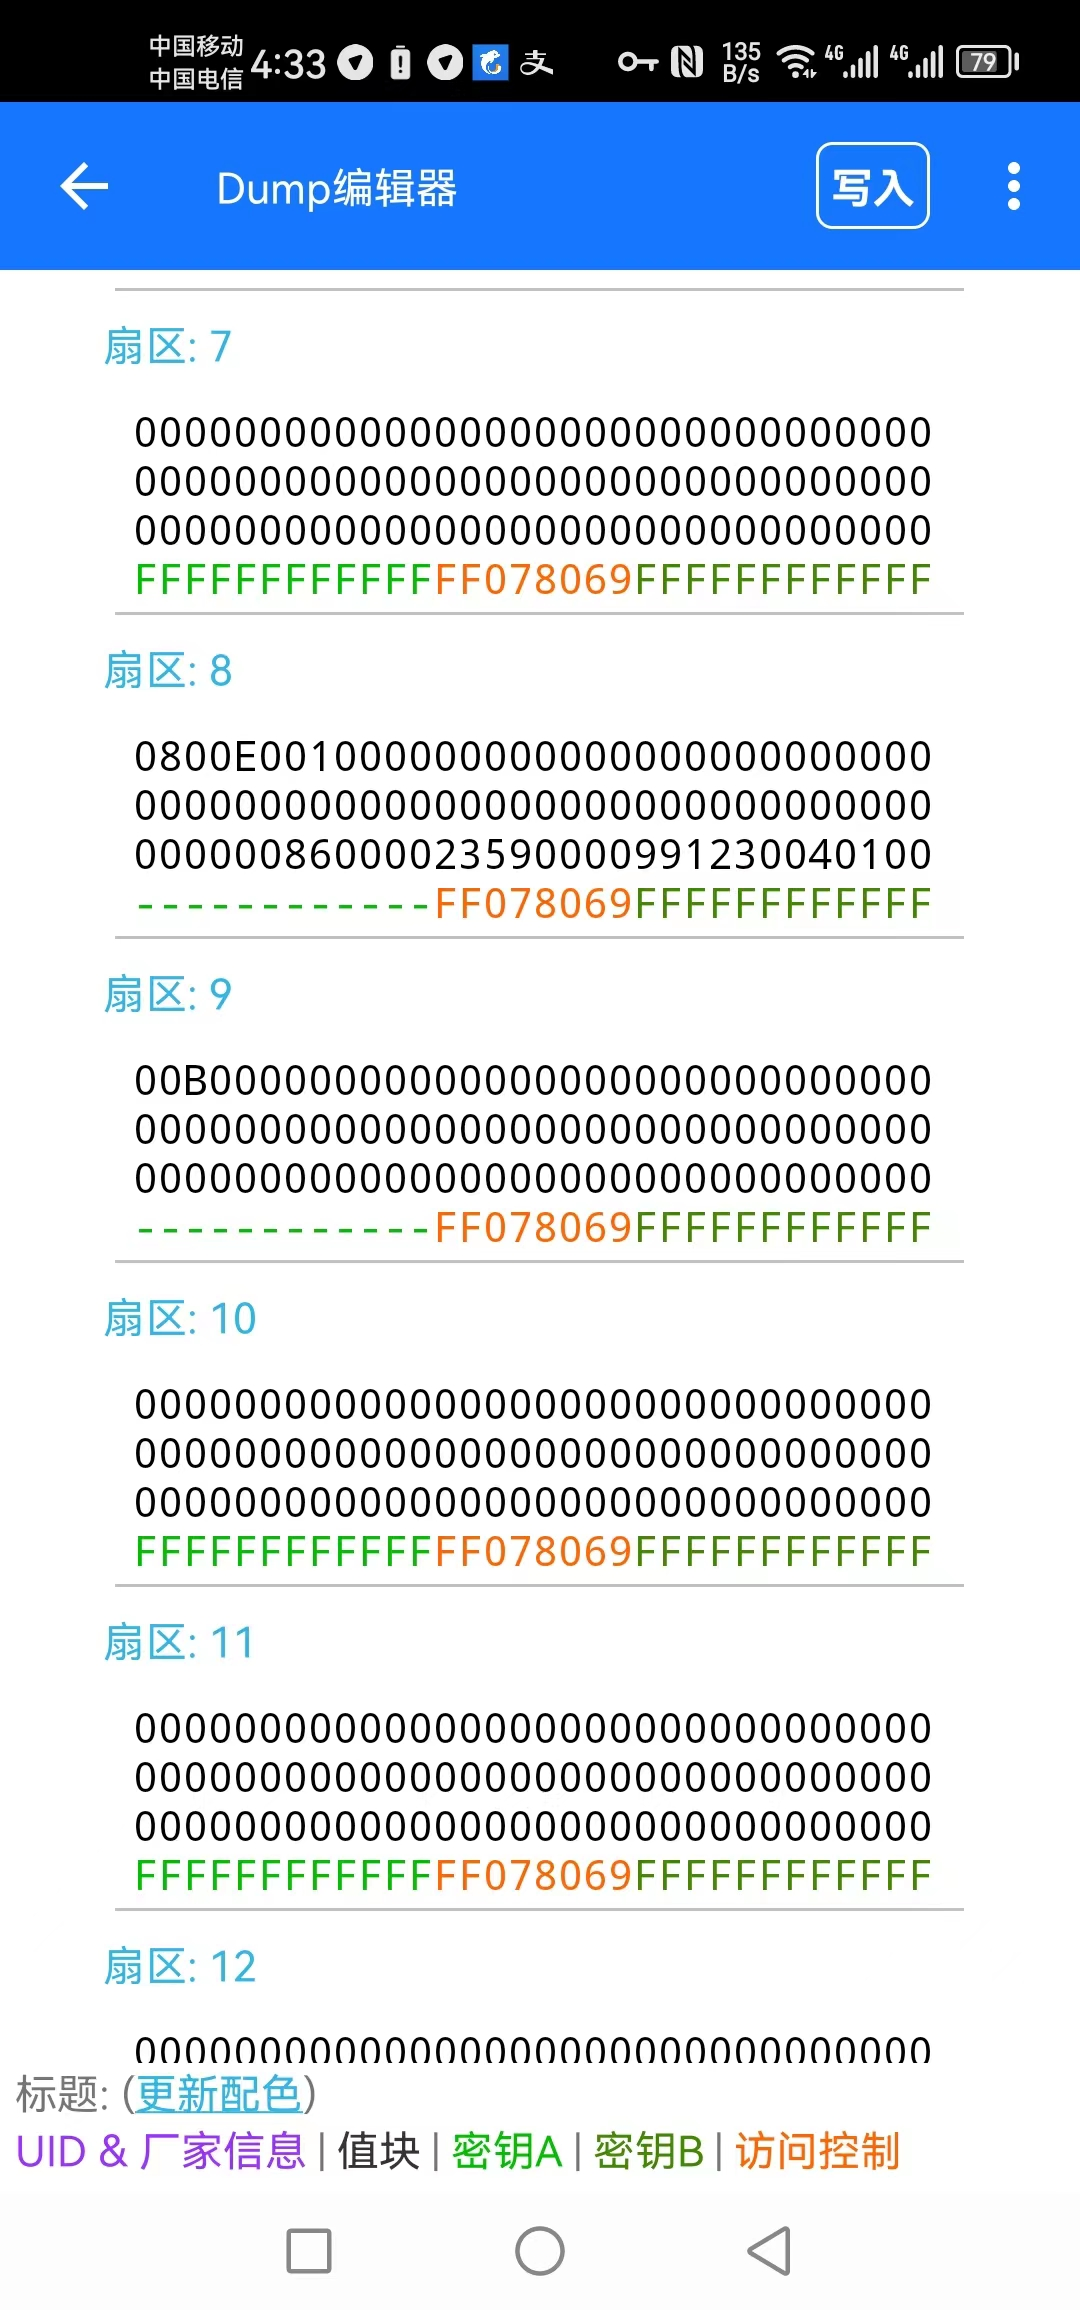 中国移动
中国电信
4:33
支
135
B/s
4G
4G
79
Dump编辑器
写入
扇区: 7
00000000000000000000000000000000
00000000000000000000000000000000
00000000000000000000000000000000
FFFFFFFFFFFFFF078069FFFFFFFFFFFF
扇区: 8
0800E001000000000000000000000000
00000000000000000000000000000000
00000086000023590000991230040100
------------FF078069FFFFFFFFFFFF
扇区: 9
00B00000000000000000000000000000
00000000000000000000000000000000
00000000000000000000000000000000
------------FF078069FFFFFFFFFFFF
扇区: 10
00000000000000000000000000000000
00000000000000000000000000000000
00000000000000000000000000000000
FFFFFFFFFFFFFF078069FFFFFFFFFFFF
扇区: 11
00000000000000000000000000000000
00000000000000000000000000000000
00000000000000000000000000000000
FFFFFFFFFFFFFF078069FFFFFFFFFFFF
扇区: 12
00000000000000000000000000000000
标题: (更新配色)
UID & 厂家信息 | 值块 | 密钥A | 密钥B | 访问控制